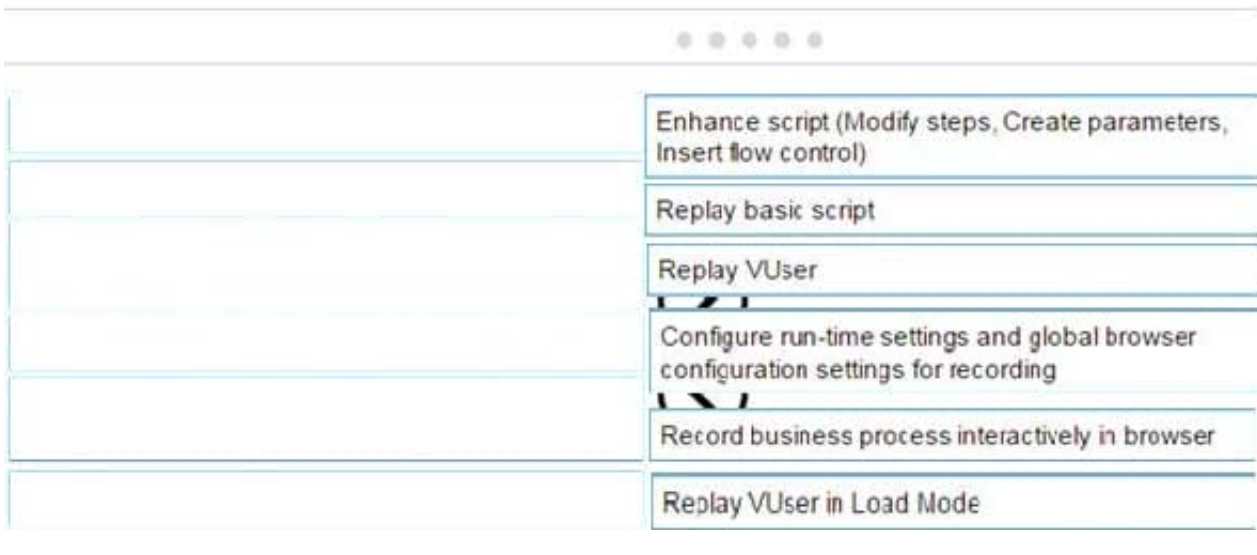 Enhance script (Modify steps, Create parameters,
Insert flow control)
Replay basic script
Replay VUser
Configure run-time settings and global browser
configuration settings for recording
Record business process interactively in browser
Replay VUser in Load Mode